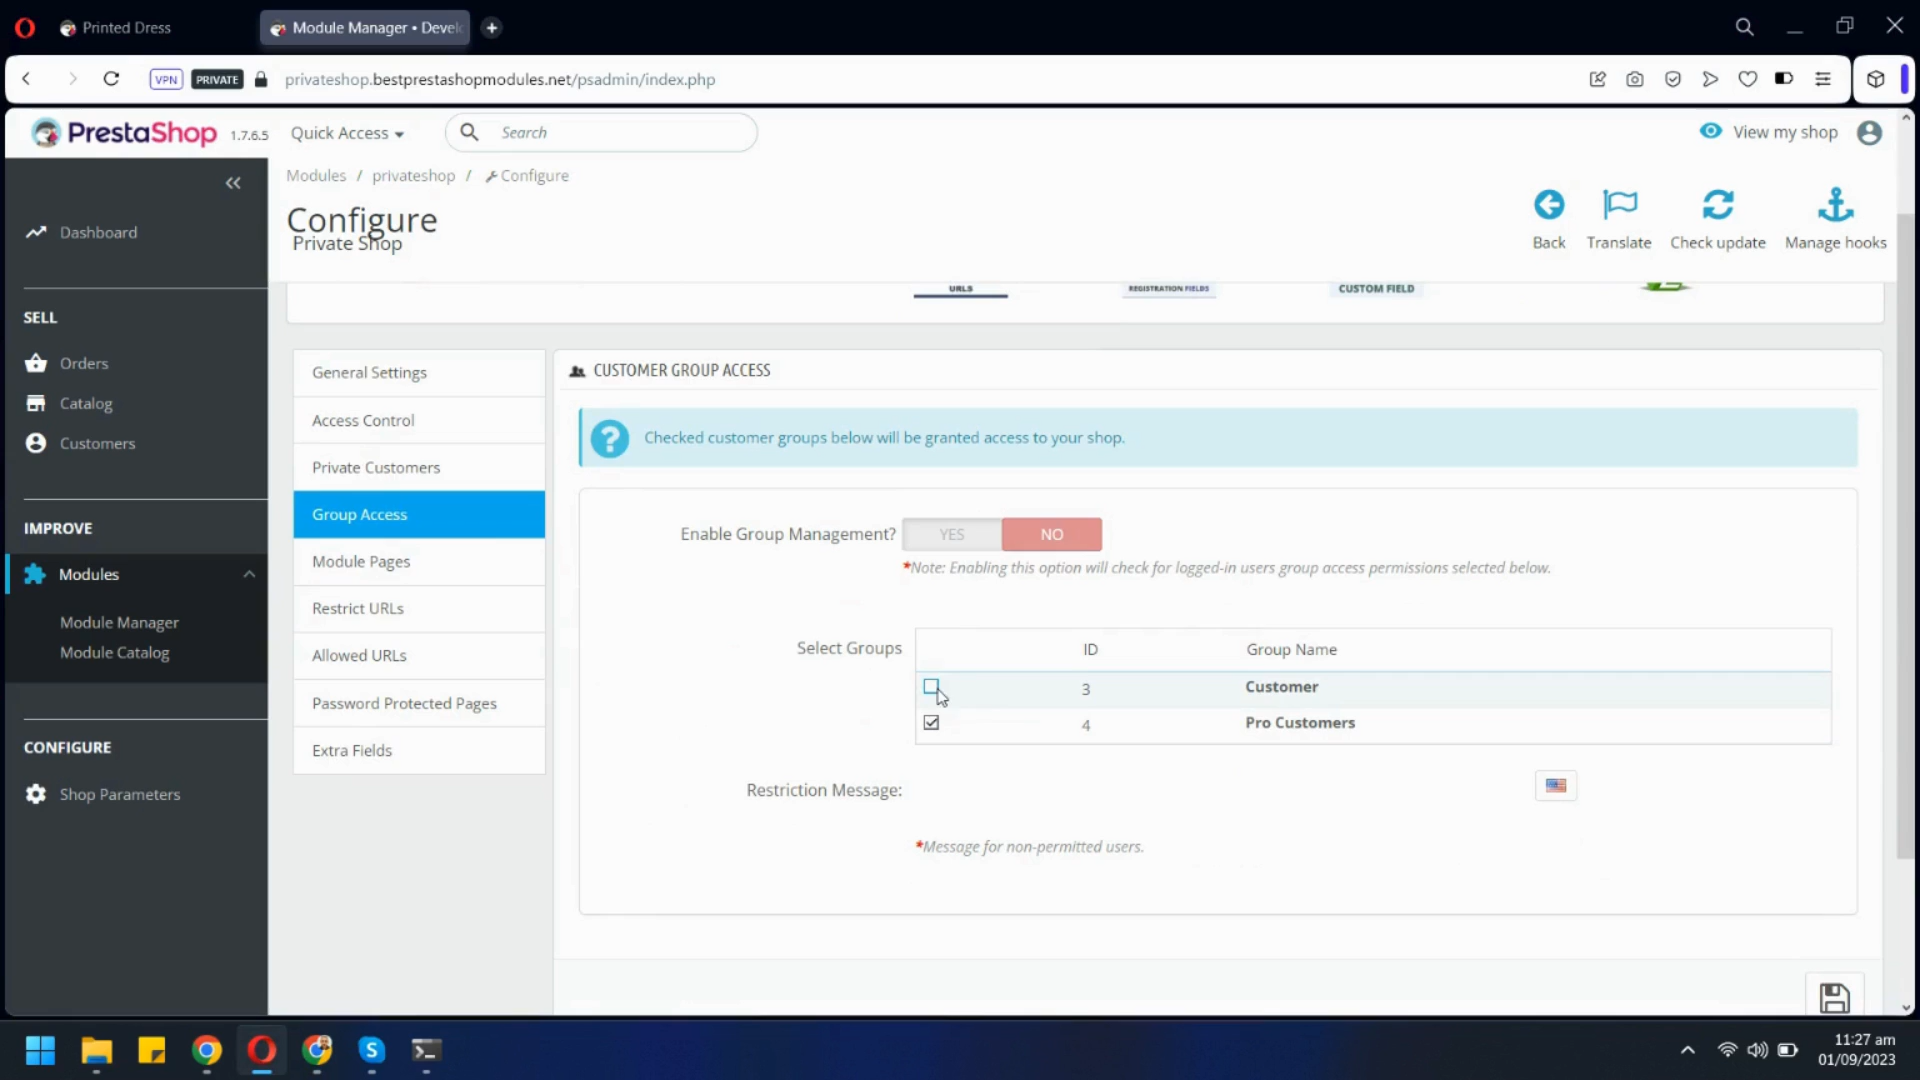 Printed Dress
Module Manager • Devel
VPN PRIVATE privateshop.bestprestashopmodules.net/psadmin/index.php
PrestaShop 1.7.6.5 Quick Access Search View my shop
Modules / privateshop / Configure
Configure
Private Shop
Back Translate Check update Manage hooks
Dashboard
SELL
Orders
Catalog
Customers
IMPROVE
Modules
Module Manager
Module Catalog
CONFIGURE
Shop Parameters
URLS REGISTRATION FIELDS CUSTOM FIELD
General Settings
Access Control
Private Customers
Group Access
Module Pages
Restrict URLs
Allowed URLs
Password Protected Pages
Extra Fields
CUSTOMER GROUP ACCESS
? Checked customer groups below will be granted access to your shop.
Enable Group Management? YES NO
*Note: Enabling this option will check for logged-in users group access permissions selected below.
Select Groups ID Group Name
3 Customer
4 Pro Customers
Restriction Message:
*Message for non-permitted users.
11:27 am
01/09/2023